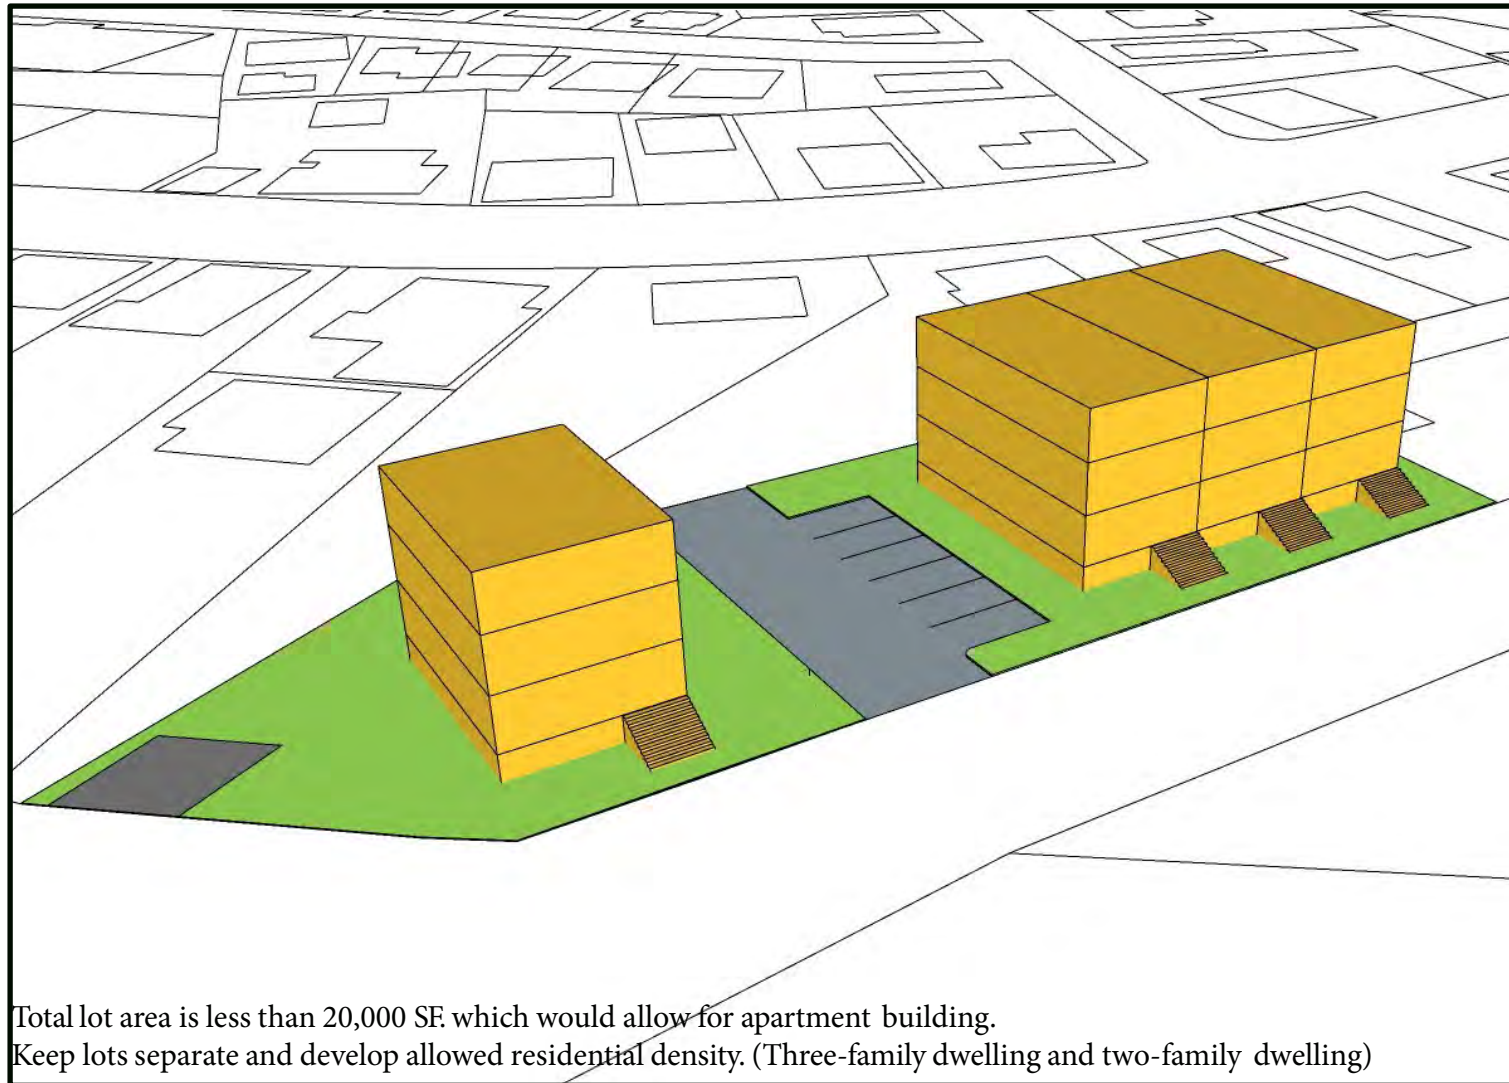 Total lot area is less than 20,000 SF. which would allow for apartment building.
Keep lots separate and develop allowed residential density. (Three-family dwelling and two-family dwelling)